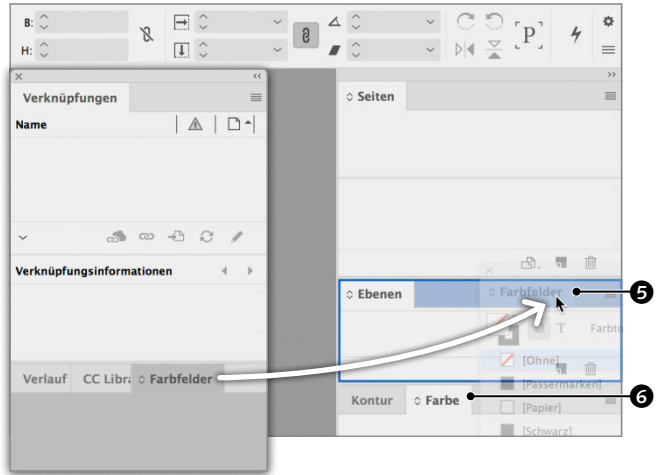 B:
H:
P
Verknüpfungen
Name
Verknüpfungsinformationen
Verlauf CC Libra Farbfelder
Seiten
Ebenen
Farbfelder
T Farbto
[Ohne]
[Passermarken]
[Papier]
[Schwarz]
Kontur Farbe
5
6